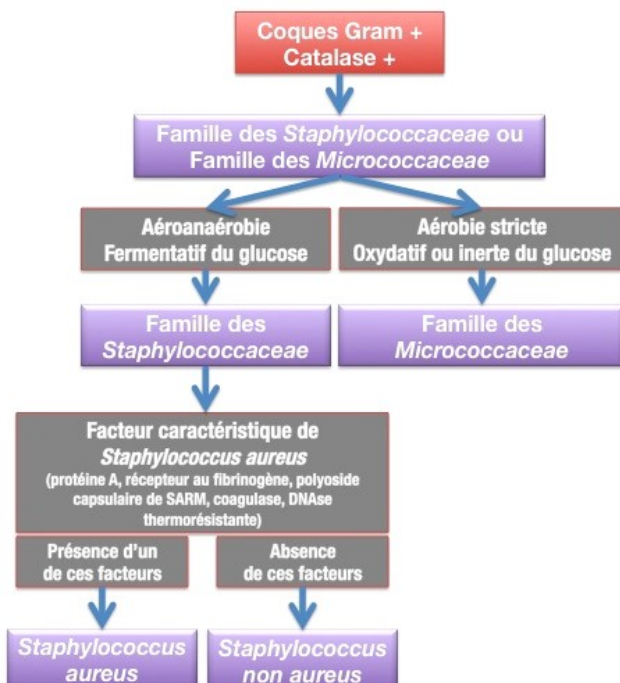 Coques Gram +
Catalase +
Famille des Staphylococcaceae ou
Famille des Micrococcaceae
Aéroanaérobie
Fermentatif du glucose
Aérobie stricte
Oxydatif ou inerte du glucose
Famille des
Staphylococcaceae
Famille des
Micrococcaceae
Facteur caractéristique de
Staphylococcus aureus
(protéine A, récepteur au fibrinogène, polyoside
capsulaire de SARM, coagulase, DNAse
thermorésistante)
Présence d'un
de ces facteurs
Absence
de ces facteurs
Staphylococcus
aureus
Staphylococcus
non aureus